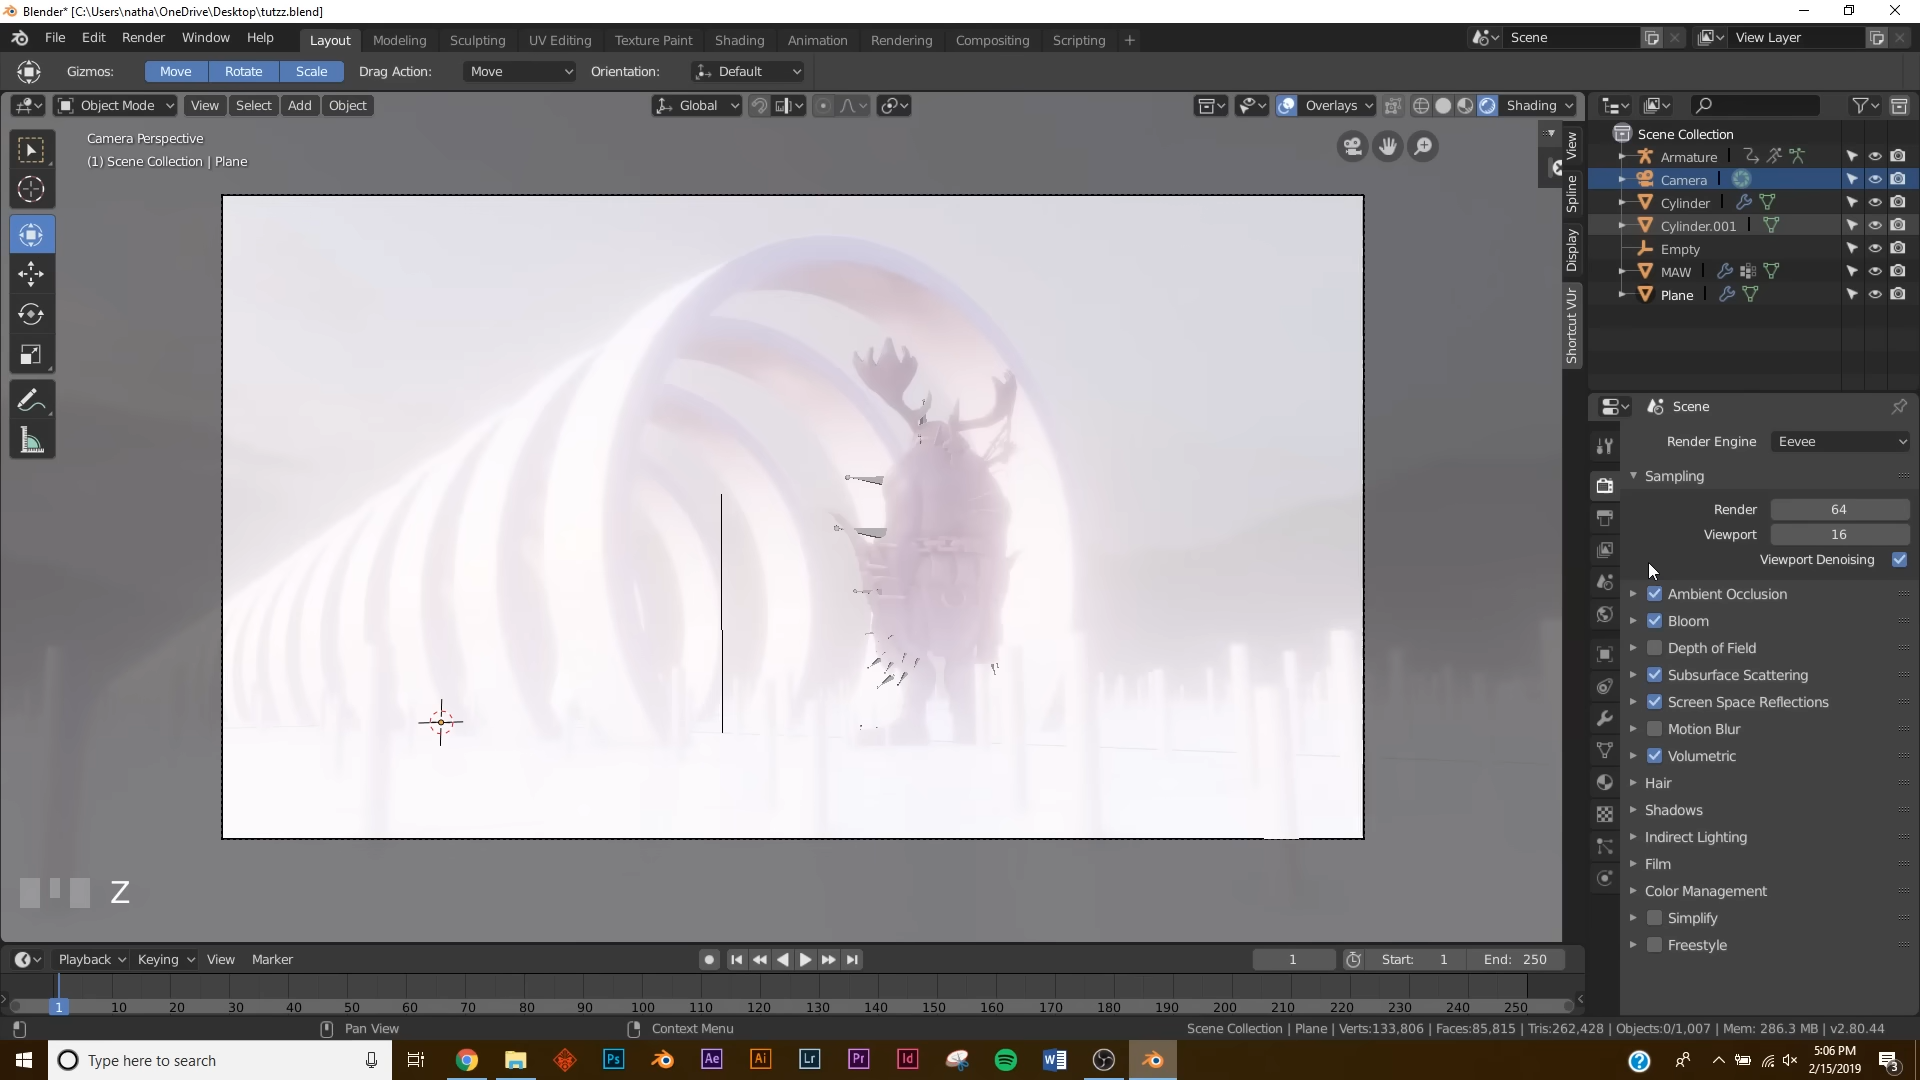 Blender* [C:\Users\natha\OneDrive\Desktop\tutzz.blend]
File Edit Render Window Help Layout Modeling Sculpting UV Editing Texture Paint Shading Animation Rendering Compositing Scripting + Scene View Layer
Gizmos: Move Rotate Scale Drag Action: Move Orientation: Default
Object Mode View Select Add Object Global Overlays Shading
Camera Perspective
(1) Scene Collection | Plane
View
Spline
Display
Shortcut VUr
Scene Collection
Armature
Camera
Cylinder
Cylinder.001
Empty
MAW
Plane
Scene
Render Engine Eevee
Sampling
Render 64
Viewport 16
Viewport Denoising
Ambient Occlusion
Bloom
Depth of Field
Subsurface Scattering
Screen Space Reflections
Motion Blur
Volumetric
Hair
Shadows
Indirect Lighting
Film
Color Management
Simplify
Freestyle
Z
Playback Keying View Marker 1 Start: 1 End: 250
1 10 20 30 40 50 60 70 80 90 100 110 120 130 140 150 160 170 180 190 200 210 220 230 240 250
Pan View Context Menu Scene Collection | Plane | Verts:133,806 | Faces:85,815 | Tris:262,428 | Objects:0/1,007 | Mem: 286.3 MB | v2.80.44
Type here to search Ps Ae Ai Lr Pr Id W
5:06 PM
2/15/2019
3